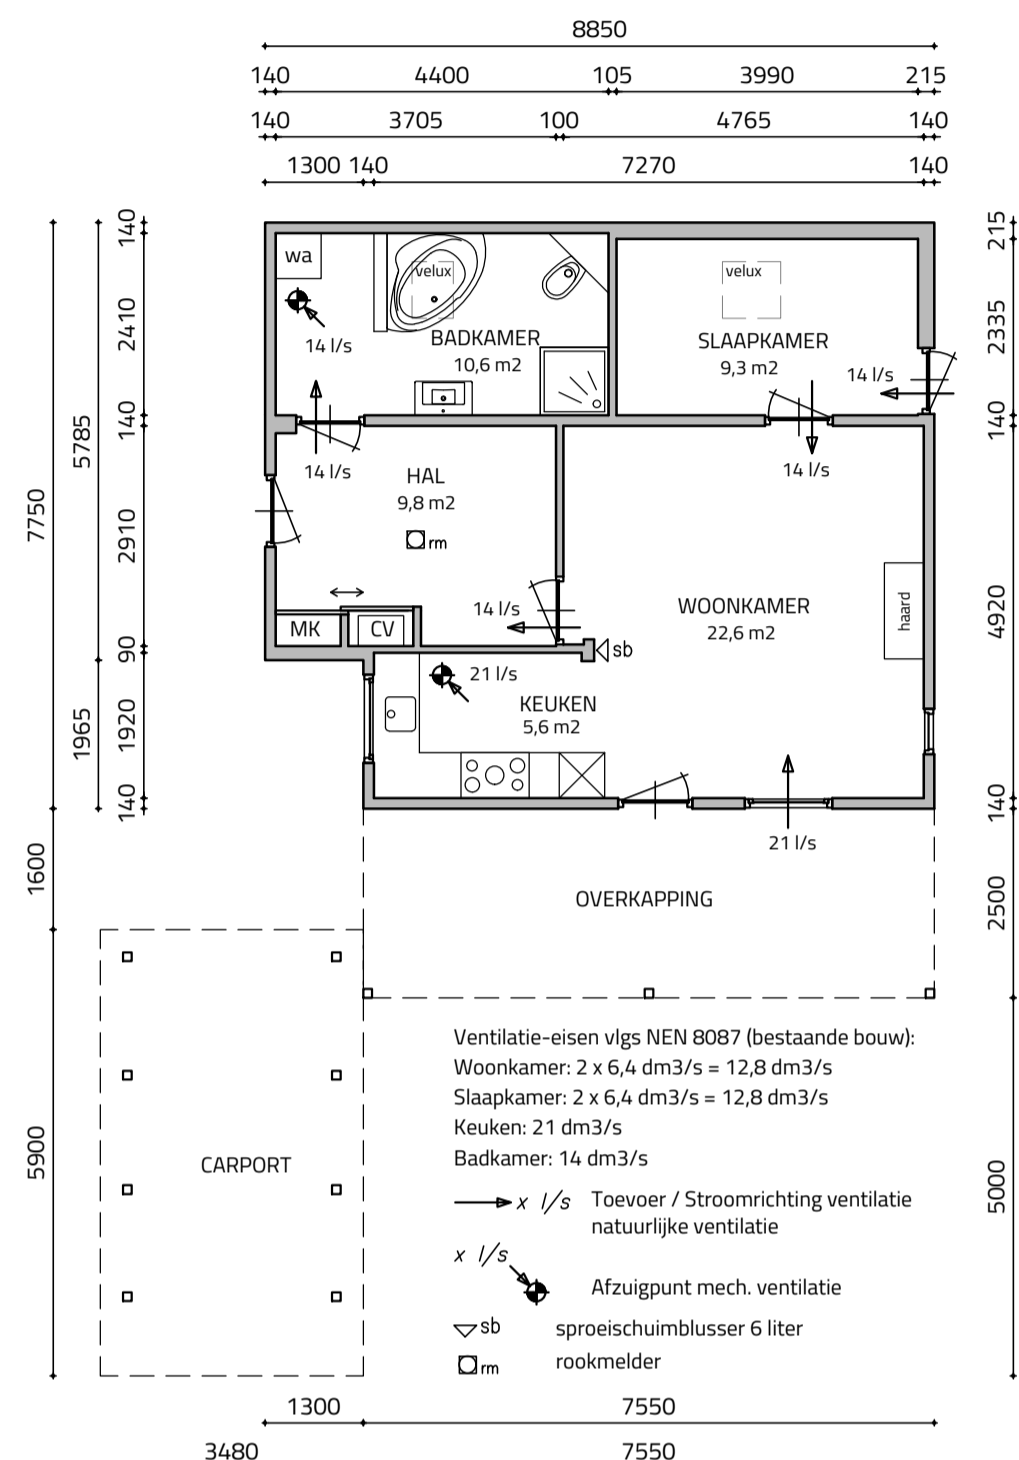 8850
140 4400 105 3990 215
140 3705 100 4765 140
1300 140 7270 140
7750
1600
5900
5785
1965
140
2410
140
2910
90
1920
140
215
2335
140
4920
140
2500
5000
wa
velux
14 l/s
BADKAMER
10,6 m2
velux
SLAAPKAMER
9,3 m2
14 l/s
14 l/s
HAL
9,8 m2
rm
14 l/s
14 l/s
WOONKAMER
22,6 m2
haard
MK
CV
sb
21 l/s
KEUKEN
5,6 m2
21 l/s
OVERKAPPING
CARPORT
Ventilatie-eisen vlgs NEN 8087 (bestaande bouw):
Woonkamer: 2 x 6,4 dm3/s = 12,8 dm3/s
Slaapkamer: 2 x 6,4 dm3/s = 12,8 dm3/s
Keuken: 21 dm3/s
Badkamer: 14 dm3/s
x l/s Toevoer / Stroomrichting ventilatie
natuurlijke ventilatie
x l/s
Afzuigpunt mech. ventilatie
sb sproeischuimblusser 6 liter
rm rookmelder
1300 7550
3480 7550